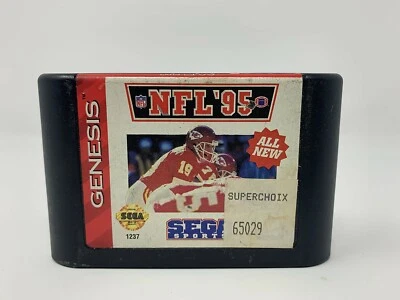 GENESIS
NFL '95
ALL
NEW
19
SUPERCHOIX
SEGA
SEGA
SPORTS
65029
1237